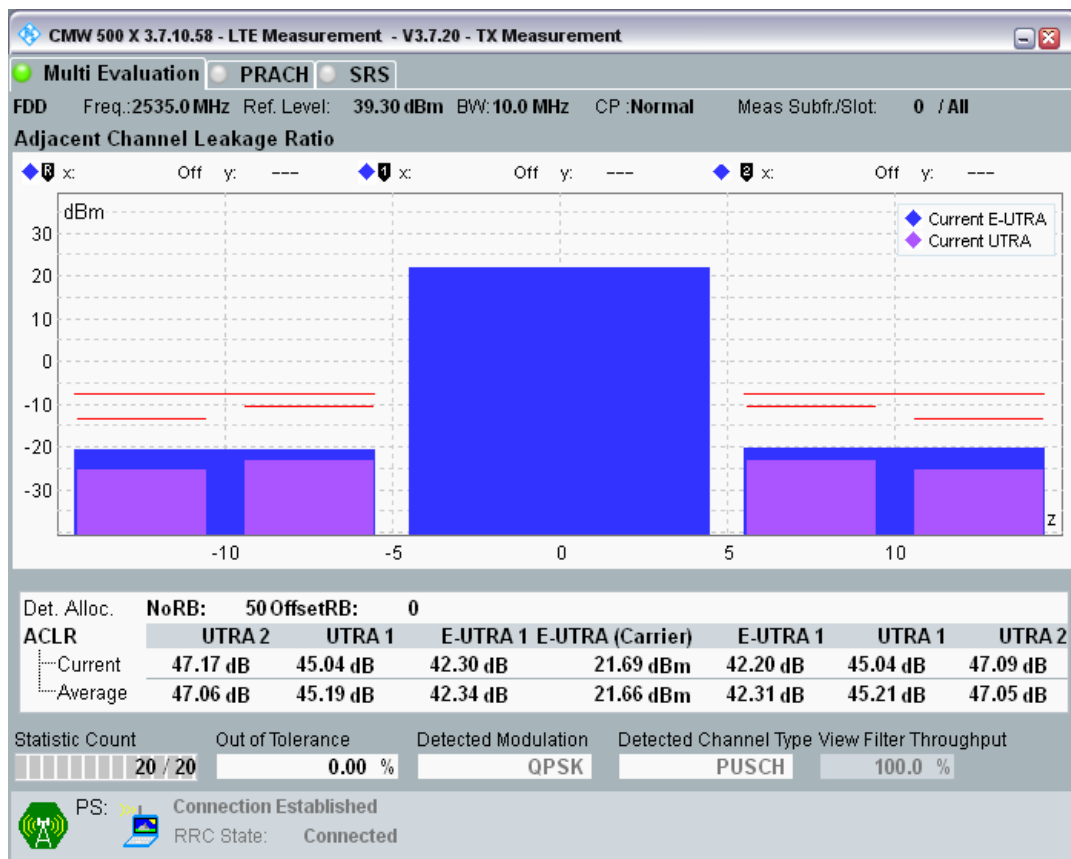 CMW 500 X 3.7.10.58 - LTE Measurement - V3.7.20 - TX Measurement
Multi Evaluation PRACH SRS
FDD Freq.:2535.0 MHz Ref. Level: 39.30 dBm BW: 10.0 MHz CP :Normal Meas Subfr./Slot: 0 / All
Adjacent Channel Leakage Ratio
R x: Off y: --- 1 x: Off y: --- 2 x: Off y: ---
dBm
Current E-UTRA
Current UTRA
30
20
10
0
-10
-20
-30
z
-10 -5 0 5 10
Det. Alloc. NoRB: 50 OffsetRB: 0
ACLR UTRA 2 UTRA 1 E-UTRA 1 E-UTRA (Carrier) E-UTRA 1 UTRA 1 UTRA 2
Current 47.17 dB 45.04 dB 42.30 dB 21.69 dBm 42.20 dB 45.04 dB 47.09 dB
Average 47.06 dB 45.19 dB 42.34 dB 21.66 dBm 42.31 dB 45.21 dB 47.05 dB
Statistic Count Out of Tolerance Detected Modulation Detected Channel Type View Filter Throughput
20 / 20 0.00 % QPSK PUSCH 100.0 %
PS: Connection Established
RRC State: Connected